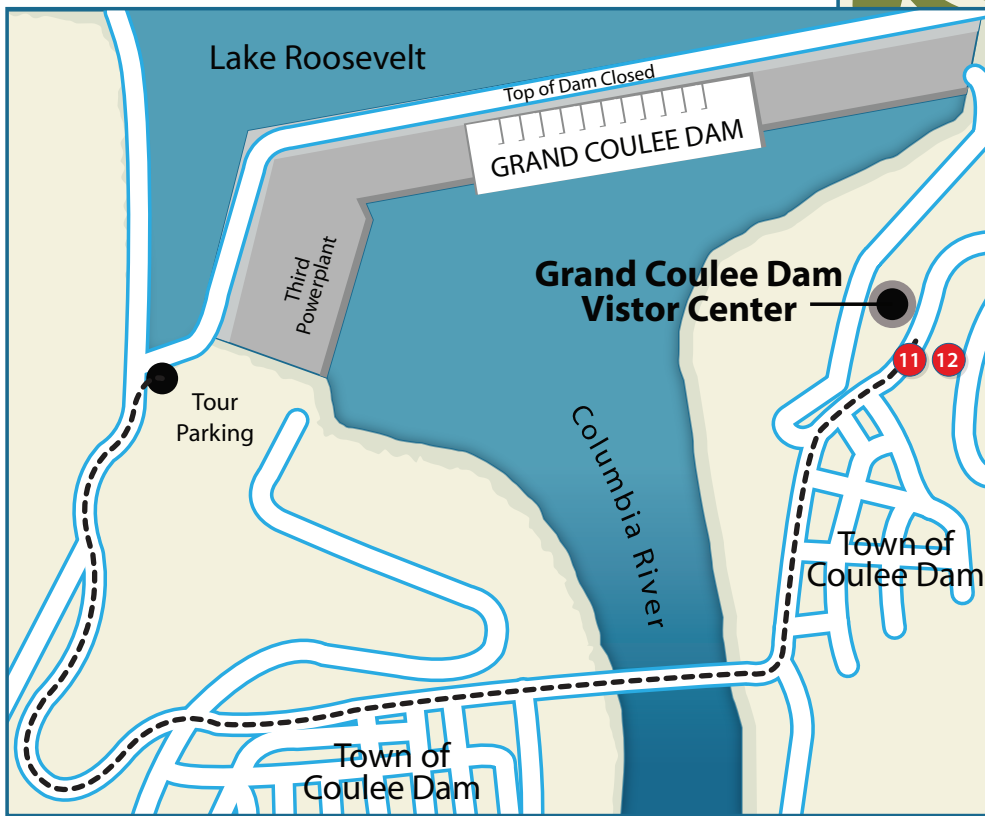 Lake Roosevelt
Top of Dam Closed
GRAND COULEE DAM
Third
Powerplant
Grand Coulee Dam
Vistor Center
11 12
Tour
Parking
Columbia River
Town of
Coulee Dam
Town of
Coulee Dam